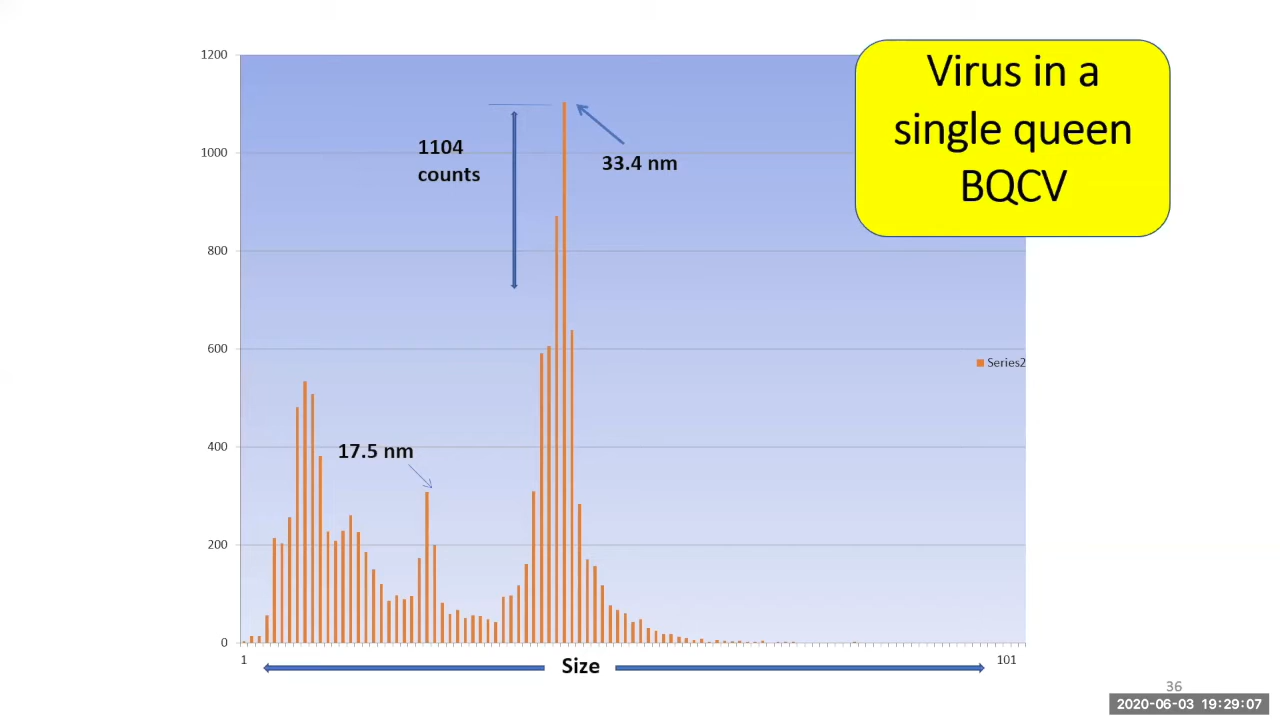 Virus in a
single queen
BQCV
1200
1000
800
600
400
200
0
1104
counts
33.4 nm
17.5 nm
Series2
1
101
Size
36
2020-06-03 19:29:07